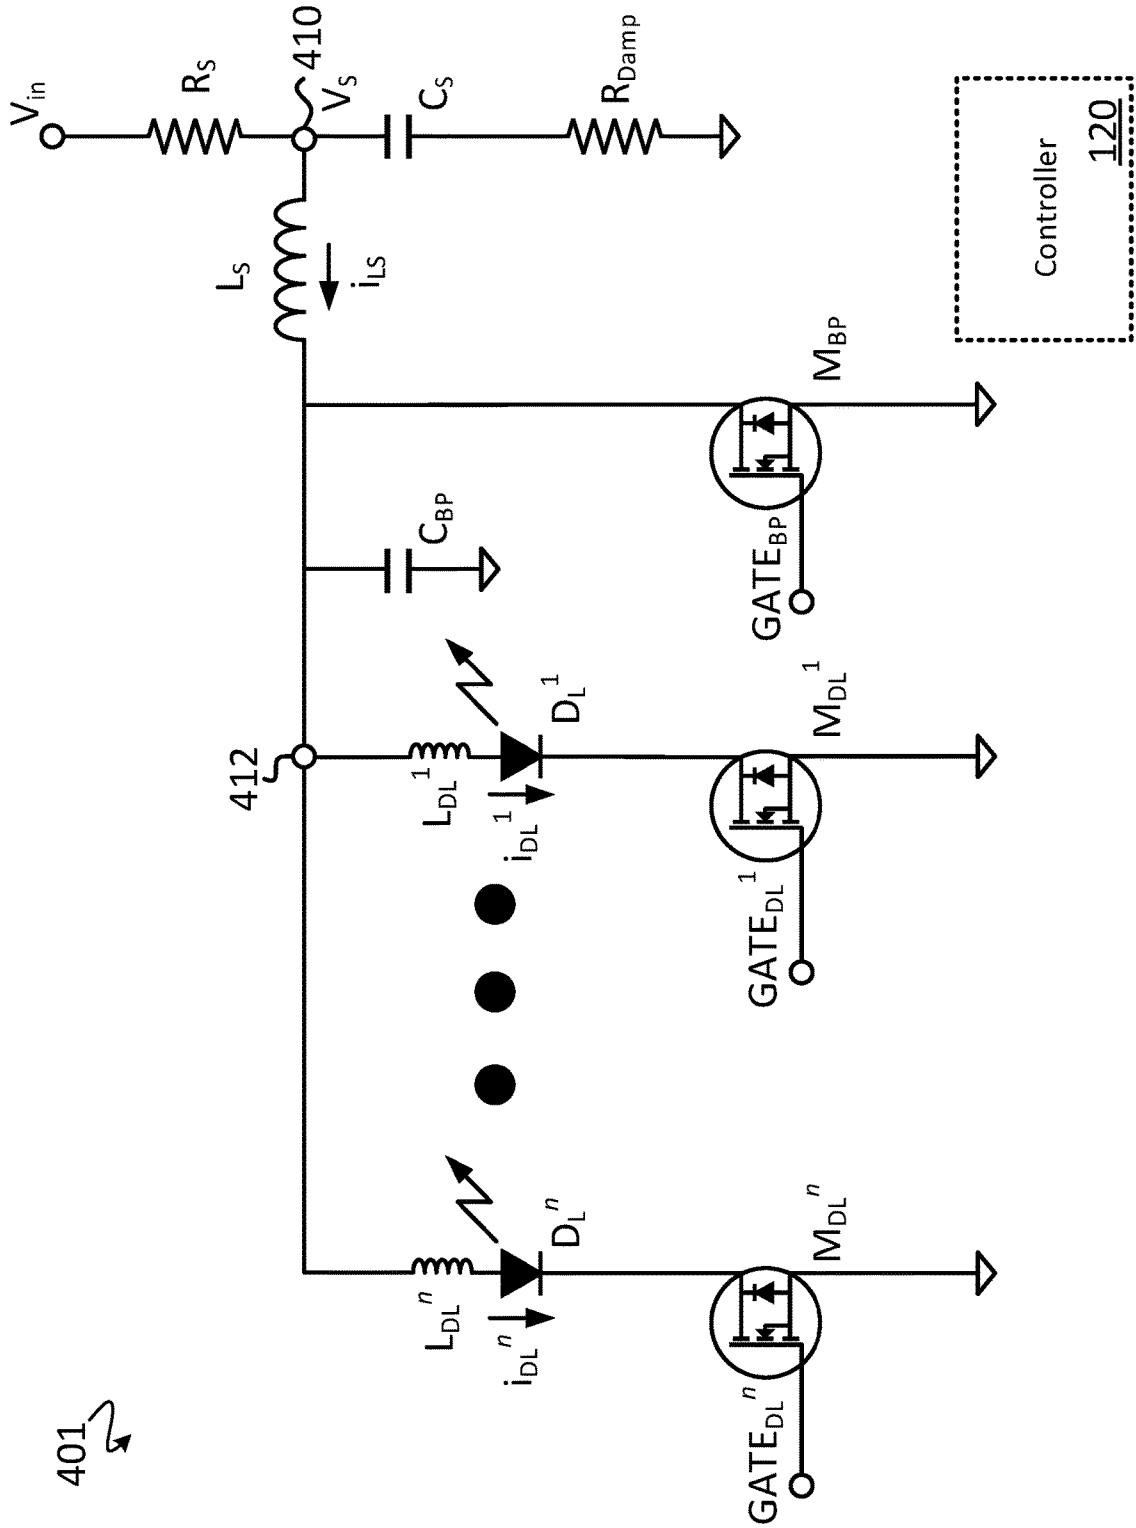 V_in
R_S
410
V_S
C_S
R_Damp
L_S
i_LS
Controller
120
M_BP
C_BP
GATE_BP
412
L_DL^1
i_DL^1
D_L^1
M_DL^1
GATE_DL^1
L_DL^n
i_DL^n
D_L^n
M_DL^n
GATE_DL^n
401